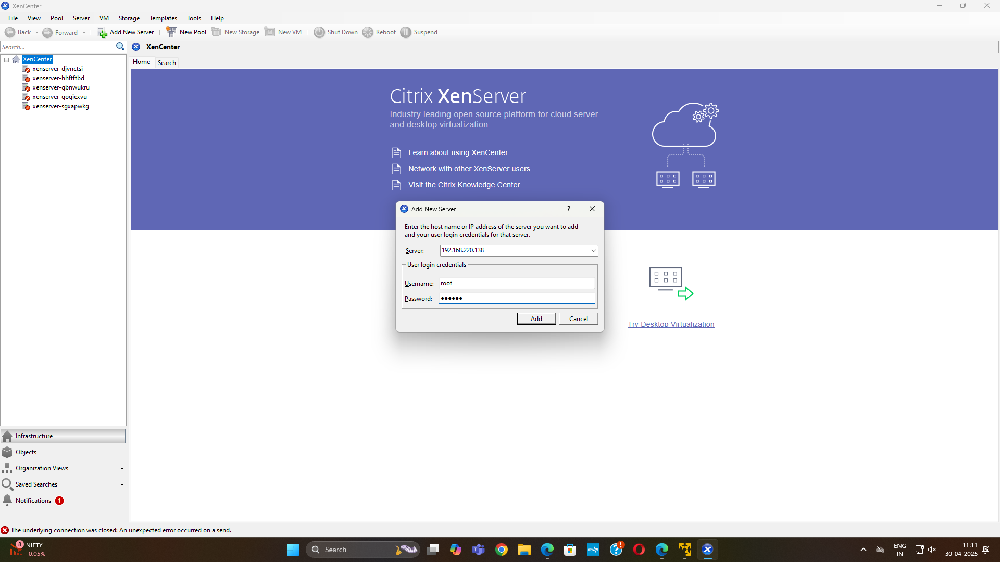 XenCenter
File View Pool Server VM Storage Templates Tools Help
Back Forward Add New Server New Pool New Storage New VM Shut Down Reboot Suspend
Search...
XenCenter
XenCenter
xenserver-djvnctsi
xenserver-hhftftbd
xenserver-qbnwukru
xenserver-qogiexvu
xenserver-sgxapwkg
Home Search
Citrix XenServer
Industry leading open source platform for cloud server
and desktop virtualization
Learn about using XenCenter
Network with other XenServer users
Visit the Citrix Knowledge Center
Add New Server ?
Enter the host name or IP address of the server you want to add
and your user login credentials for that server.
Server: 192.168.220.138
User login credentials
Username: root
Password: ●●●●●●
Add Cancel
Try Desktop Virtualization
Infrastructure
Objects
Organization Views
Saved Searches
Notifications 1
The underlying connection was closed: An unexpected error occurred on a send.
8 NIFTY
-0.05%
Search
myhp
ENG
IN
11:11
30-04-2025